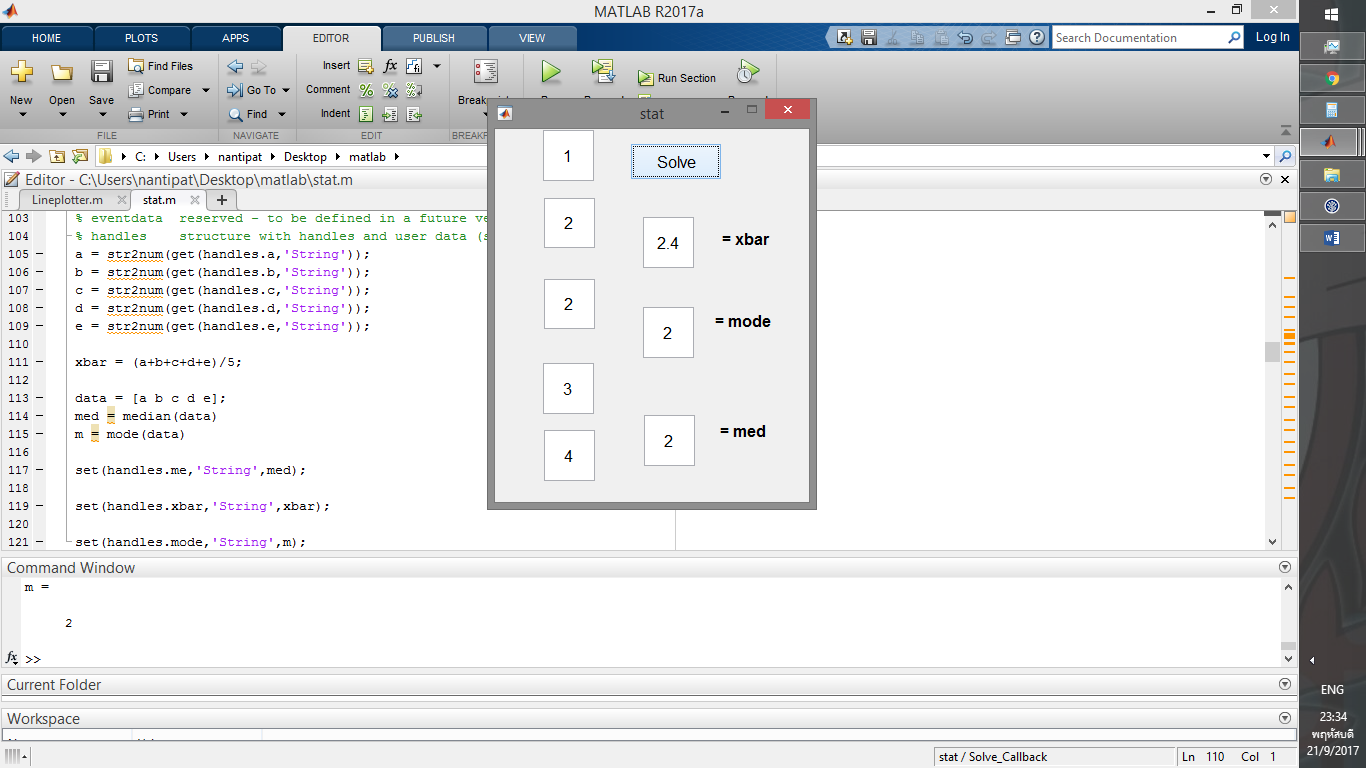 MATLAB R2017a
HOME PLOTS APPS EDITOR PUBLISH VIEW Search Documentation Log In
New Open Save Find Files Compare Print Go To Find Insert Comment Indent fx Run Section
FILE NAVIGATE EDIT
C: Users nantipat Desktop matlab
Editor - C:\Users\nantipat\Desktop\matlab\stat.m
Lineplotter.m stat.m
103 % eventdata  reserved - to be defined in a future ve
104 % handles    structure with handles and user data (s
105 a = str2num(get(handles.a,'String'));
106 b = str2num(get(handles.b,'String'));
107 c = str2num(get(handles.c,'String'));
108 d = str2num(get(handles.d,'String'));
109 e = str2num(get(handles.e,'String'));
110
111 xbar = (a+b+c+d+e)/5;
112
113 data = [a b c d e];
114 med = median(data)
115 m = mode(data)
116
117 set(handles.me,'String',med);
118
119 set(handles.xbar,'String',xbar);
120
121 set(handles.mode,'String',m);
stat
1 Solve
2
2.4 = xbar
2
2 = mode
3
2 = med
4
Command Window
m =
2
fx >>
Current Folder
Workspace
stat / Solve_Callback Ln 110 Col 1
ENG
23:34
พฤหัสบดี
21/9/2017